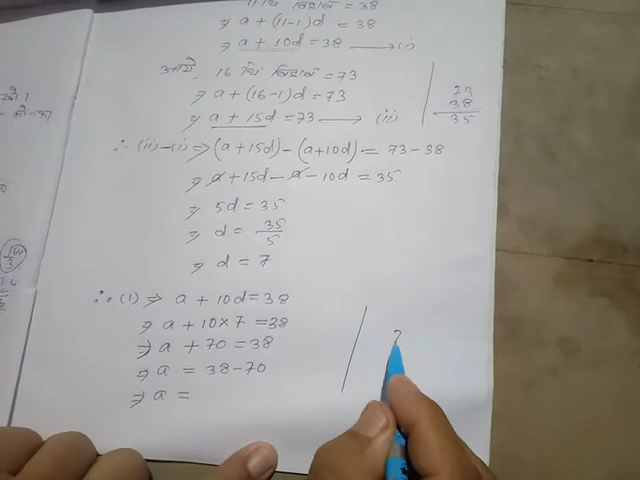 = 38
⇒ a + (11-1)d = 38
⇒ a + 10d = 38 ⟶ (i)
16 = 73
⇒ a + (16-1)d = 73
⇒ a + 15d = 73 ⟶ (ii)
73
38
35
∴ (ii)-(i) ⇒ (a+15d) - (a+10d) = 73-38
⇒ a + 15d - a - 10d = 35
⇒ 5d = 35
⇒ d = 35/5
⇒ d = 7
∴ (1) ⇒ a + 10d = 38
⇒ a + 10×7 = 38
⇒ a + 70 = 38
⇒ a = 38-70
⇒ a =